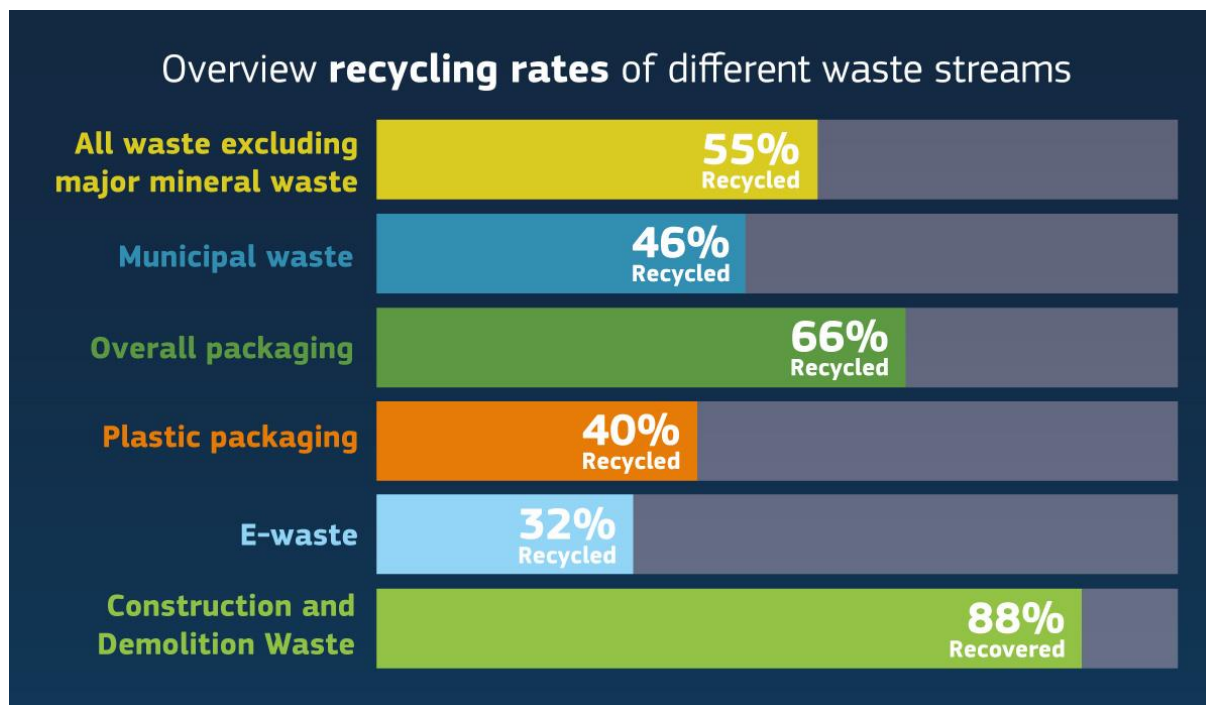 Overview recycling rates of different waste streams
All waste excluding
major mineral waste
55%
Recycled
Municipal waste
46%
Recycled
Overall packaging
66%
Recycled
Plastic packaging
40%
Recycled
E-waste
32%
Recycled
Construction and
Demolition Waste
88%
Recovered